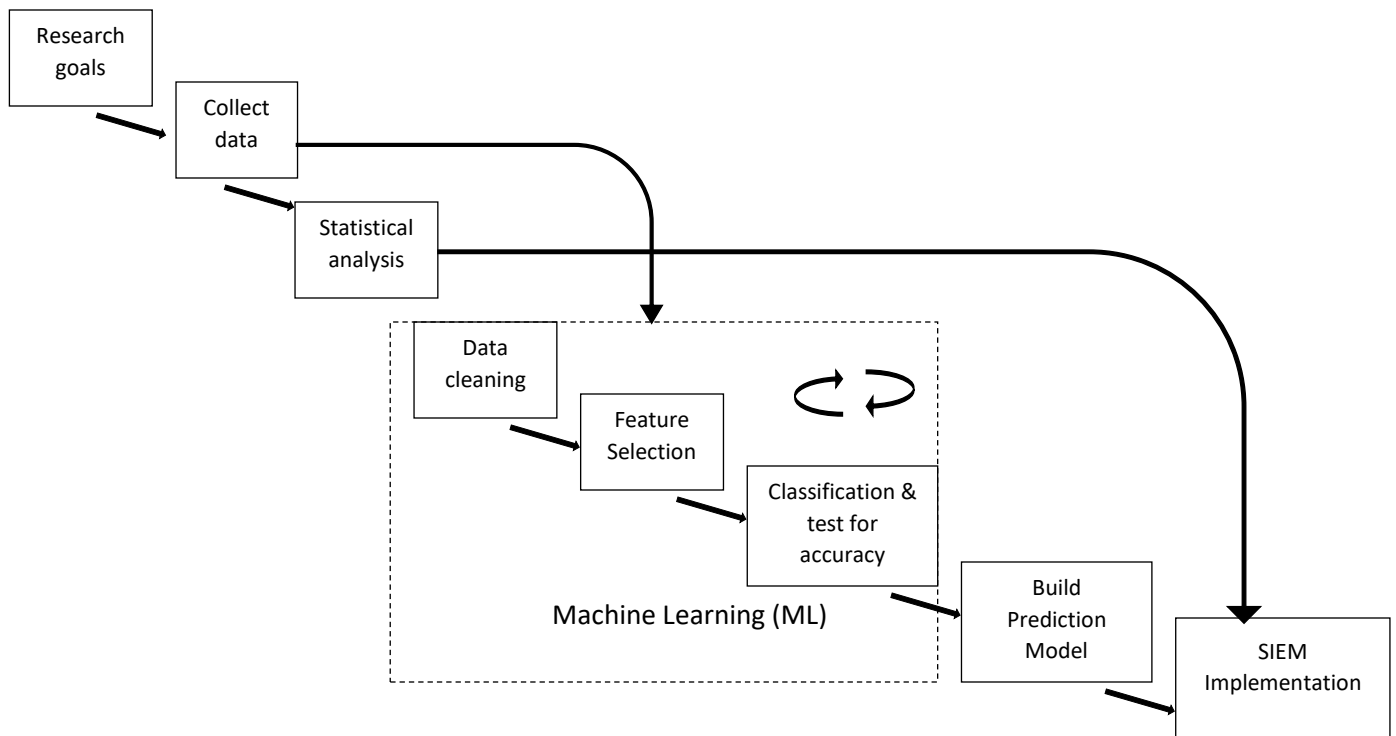 Research
goals
Collect
data
Statistical
analysis
Data
cleaning
Feature
Selection
Classification &
test for
accuracy
Machine Learning (ML)
Build
Prediction
Model
SIEM
Implementation